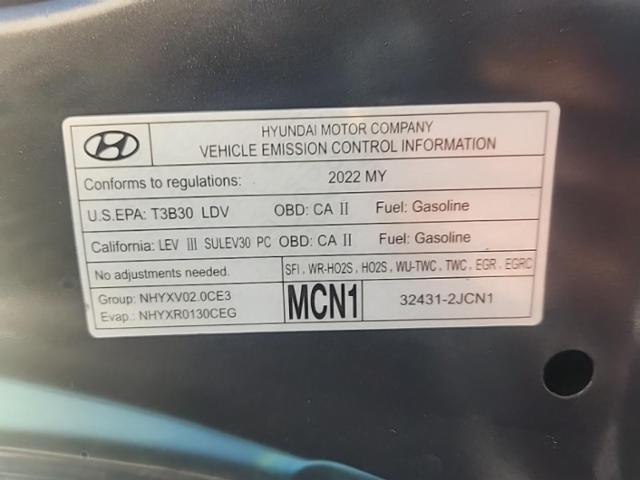 HYUNDAI MOTOR COMPANY
VEHICLE EMISSION CONTROL INFORMATION
Conforms to regulations: 2022 MY
U.S.EPA: T3B30 LDV OBD: CA II Fuel: Gasoline
California: LEV III SULEV30 PC OBD: CA II Fuel: Gasoline
No adjustments needed. SFI , WR-HO2S , HO2S, WU-TWC , TWC, EGR , EGRC
Group: NHYXV02.0CE3
Evap.: NHYXR0130CEG
MCN1
32431-2JCN1